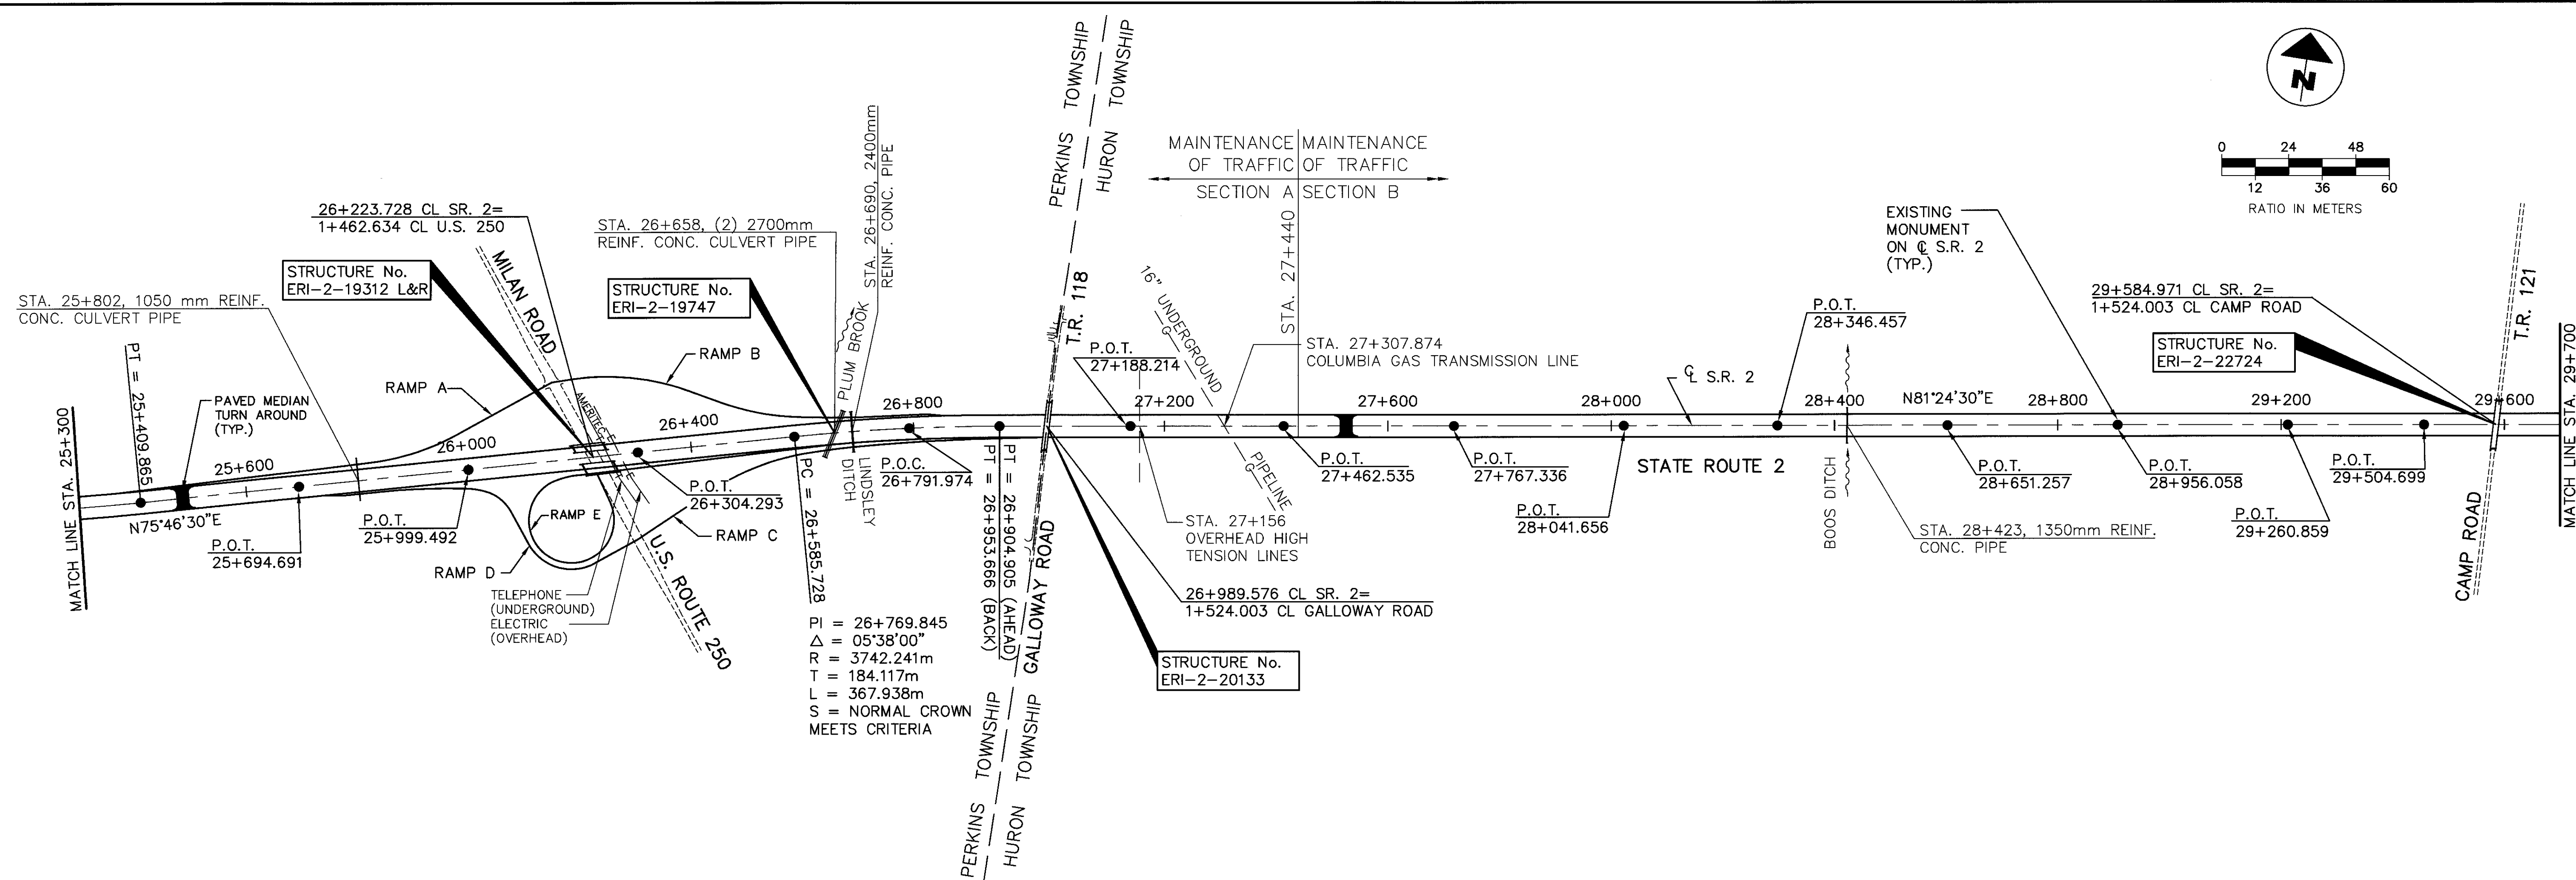 PERKINS TOWNSHIP
HURON TOWNSHIP
N
0 24 48
12 36 60
RATIO IN METERS
MAINTENANCE OF TRAFFIC
SECTION A
MAINTENANCE OF TRAFFIC
SECTION B
STA. 27+440
26+223.728 CL SR. 2=
1+462.634 CL U.S. 250
STRUCTURE No.
ERI-2-19312 L&R
STA. 25+802, 1050 mm REINF.
CONC. CULVERT PIPE
MATCH LINE STA. 25+300
PT = 25+409.865
PAVED MEDIAN
TURN AROUND
(TYP.)
N75°46'30"E
25+600
P.O.T.
25+694.691
RAMP A
26+000
P.O.T.
25+999.492
MILAN ROAD
AMERITEC
E
E
RAMP B
RAMP E
RAMP D
RAMP C
TELEPHONE
(UNDERGROUND)
ELECTRIC
(OVERHEAD)
U.S. ROUTE 250
26+400
P.O.T.
26+304.293
STA. 26+658, (2) 2700mm
REINF. CONC. CULVERT PIPE
STRUCTURE No.
ERI-2-19747
PLUM BROOK
STA. 26+690, 2400mm
REINF. CONC. PIPE
LINDSLEY
DITCH
26+800
P.O.C.
26+791.974
PC = 26+585.728
PI = 26+769.845
Δ = 05°38'00"
R = 3742.241m
T = 184.117m
L = 367.938m
S = NORMAL CROWN
MEETS CRITERIA
PT = 26+904.905 (AHEAD)
PT = 26+953.666 (BACK)
T.R. 118
GALLOWAY ROAD
PERKINS TOWNSHIP
HURON TOWNSHIP
26+989.576 CL SR. 2=
1+524.003 CL GALLOWAY ROAD
STRUCTURE No.
ERI-2-20133
P.O.T.
27+188.214
27+200
STA. 27+156
OVERHEAD HIGH
TENSION LINES
16" UNDERGROUND
G
G
PIPELINE
STA. 27+307.874
COLUMBIA GAS TRANSMISSION LINE
P.O.T.
27+462.535
27+600
P.O.T.
27+767.336
28+000
P.O.T.
28+041.656
STATE ROUTE 2
℄ S.R. 2
P.O.T.
28+346.457
28+400
BOOS DITCH
STA. 28+423, 1350mm REINF.
CONC. PIPE
EXISTING
MONUMENT
ON ℄ S.R. 2
(TYP.)
N81°24'30"E
P.O.T.
28+651.257
28+800
P.O.T.
28+956.058
29+200
P.O.T.
29+260.859
P.O.T.
29+504.699
29+584.971 CL SR. 2=
1+524.003 CL CAMP ROAD
STRUCTURE No.
ERI-2-22724
29+600
T.R. 121
CAMP ROAD
MATCH LINE STA. 29+700